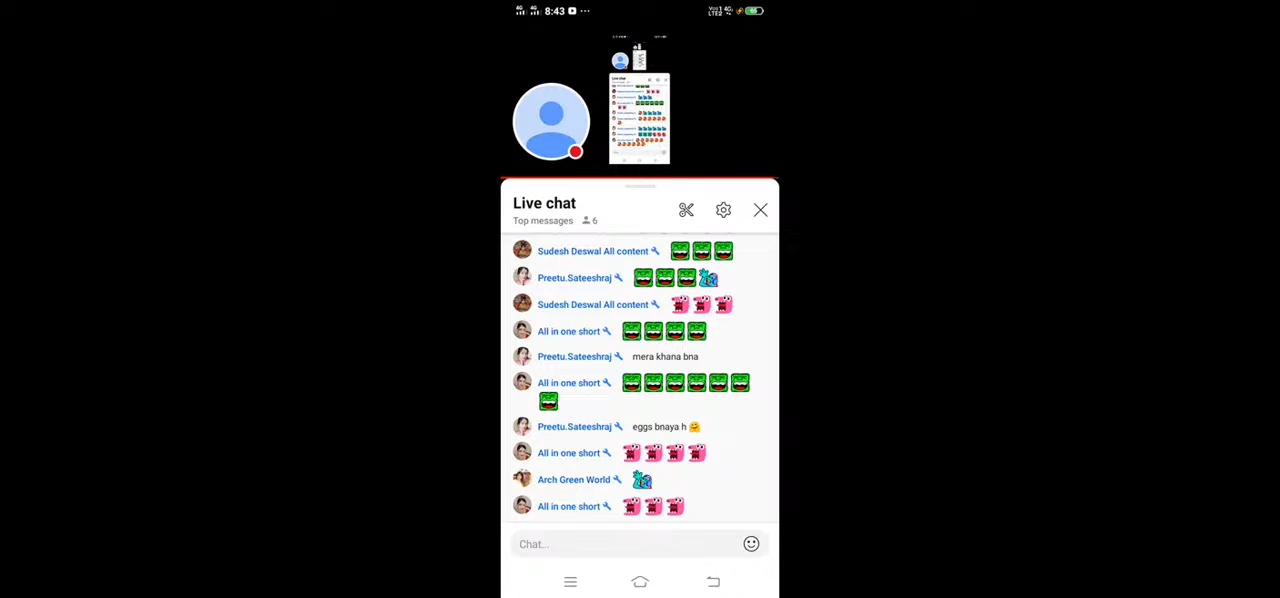 8:43
Live chat
Top messages 6
Sudesh Deswal All content
Preetu.Sateeshraj
Sudesh Deswal All content
All in one short
Preetu.Sateeshraj mera khana bna
All in one short
Preetu.Sateeshraj eggs bnaya h 🤗
All in one short
Arch Green World
All in one short
Chat...